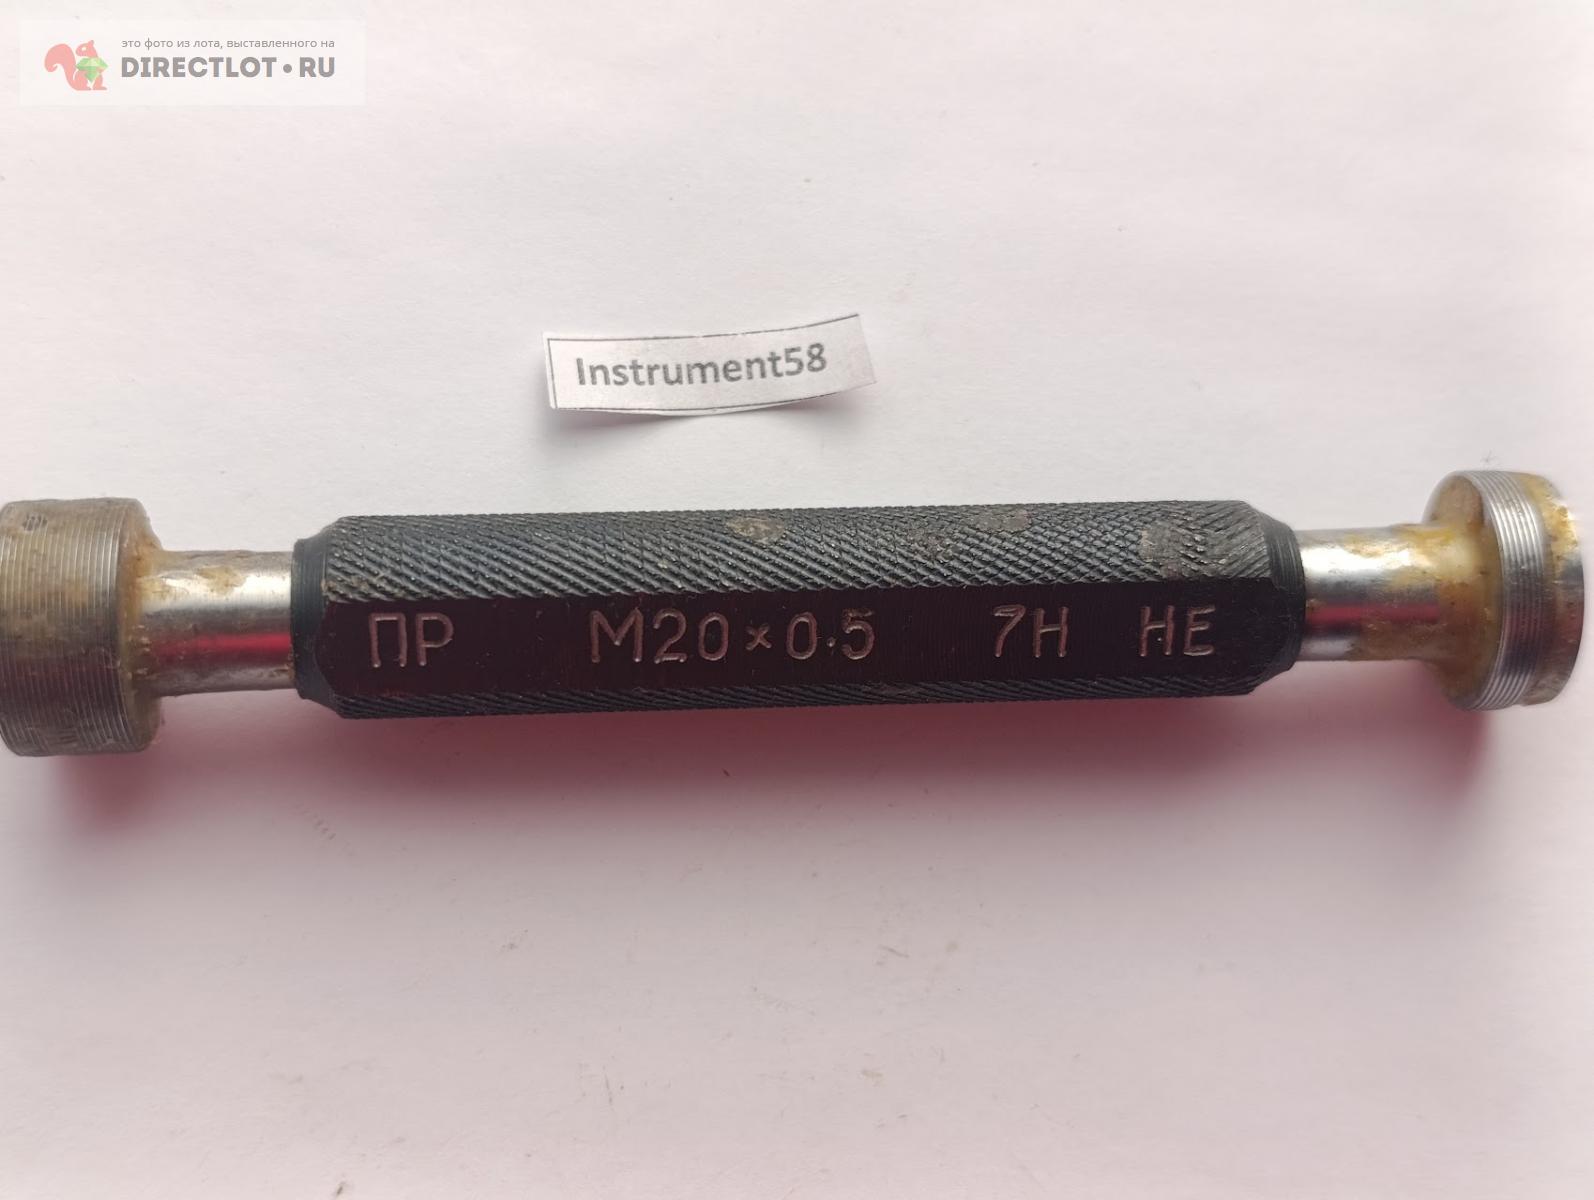 это фото из лота, выставленного на
DIRECTLOT•RU
Instrument58
ПР М20×0.5 7Н НЕ